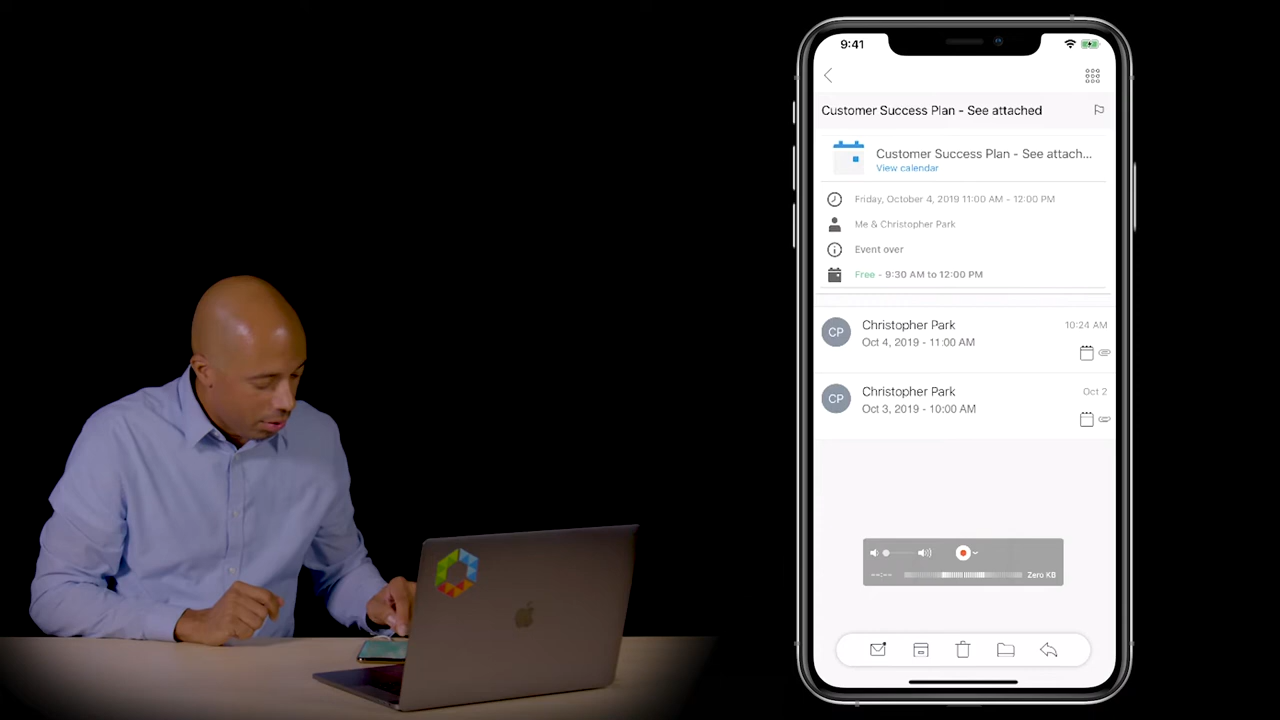 9:41
Customer Success Plan - See attached
Customer Success Plan - See attach...
View calendar
Friday, October 4, 2019 11:00 AM - 12:00 PM
Me & Christopher Park
Event over
Free - 9:30 AM to 12:00 PM
CP
Christopher Park
10:24 AM
Oct 4, 2019 - 11:00 AM
CP
Christopher Park
Oct 2
Oct 3, 2019 - 10:00 AM
--:--
Zero KB